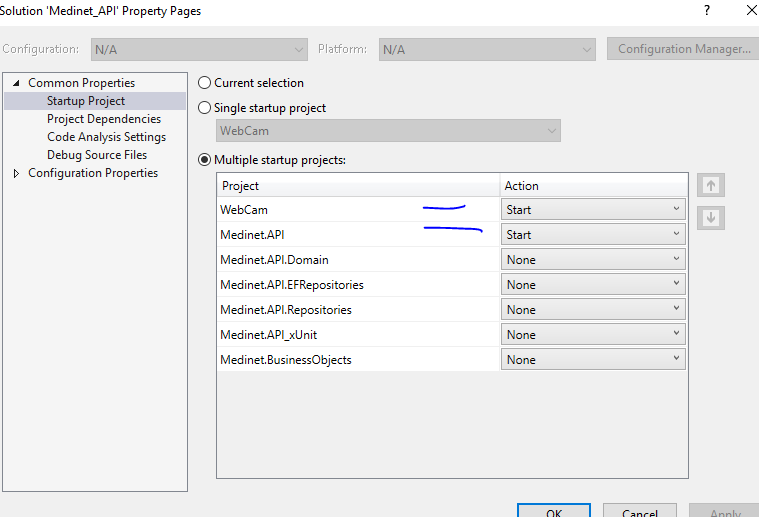 Solution 'Medinet_API' Property Pages
Configuration: N/A Platform: N/A Configuration Manager...
Common Properties
Startup Project
Project Dependencies
Code Analysis Settings
Debug Source Files
Configuration Properties
Current selection
Single startup project
WebCam
Multiple startup projects:
Project Action
WebCam Start
Medinet.API Start
Medinet.API.Domain None
Medinet.API.EFRepositories None
Medinet.API.Repositories None
Medinet.API_xUnit None
Medinet.BusinessObjects None
OK Cancel Apply